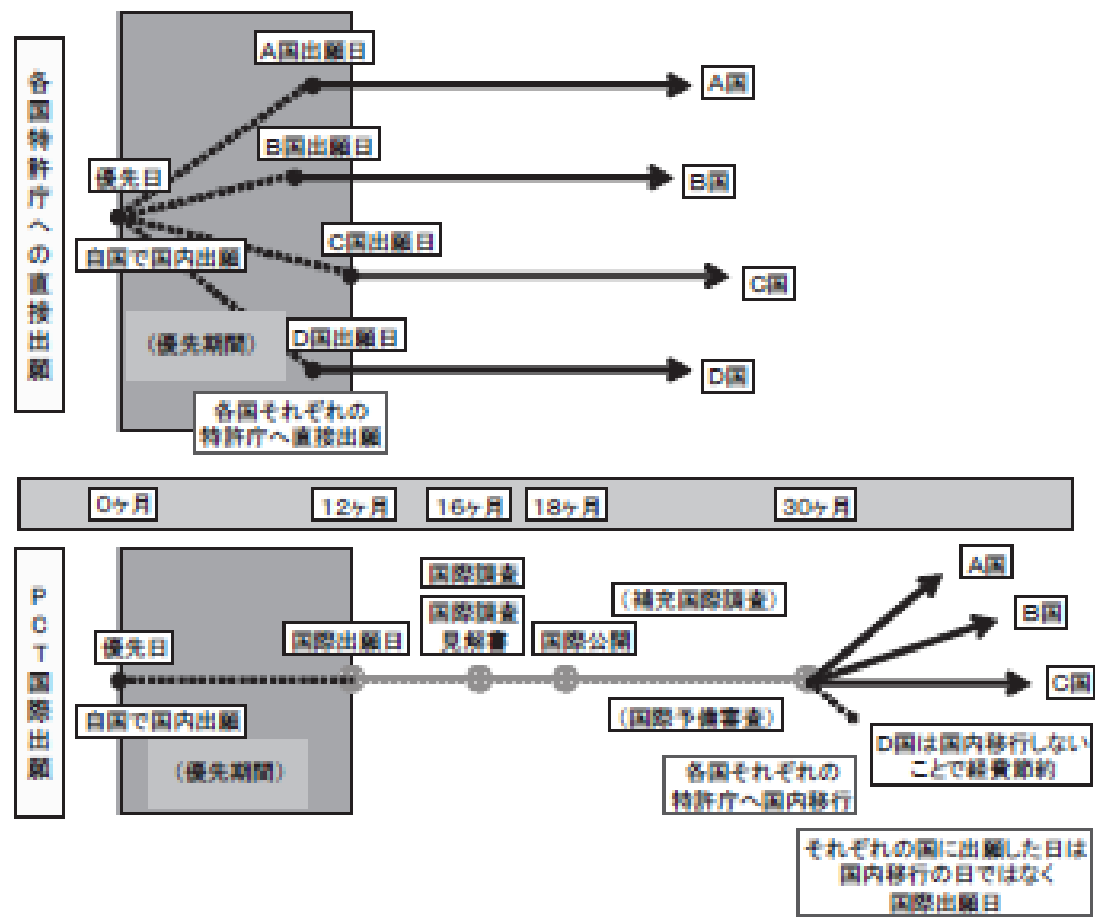 各国特許庁への直接出願
A国出願日
A国
B国出願日
B国
優先日
自国で国内出願
C国出願日
C国
(優先期間)
D国出願日
D国
各国それぞれの
特許庁へ直接出願
0ヶ月
12ヶ月
16ヶ月
18ヶ月
30ヶ月
PCT国際出願
優先日
自国で国内出願
(優先期間)
国際出願日
国際調査
国際調査
見解書
国際公開
(補充国際調査)
(国際予備審査)
A国
B国
C国
D国は国内移行しない
ことで経費節約
各国それぞれの
特許庁へ国内移行
それぞれの国に出願した日は
国内移行の日ではなく
国際出願日